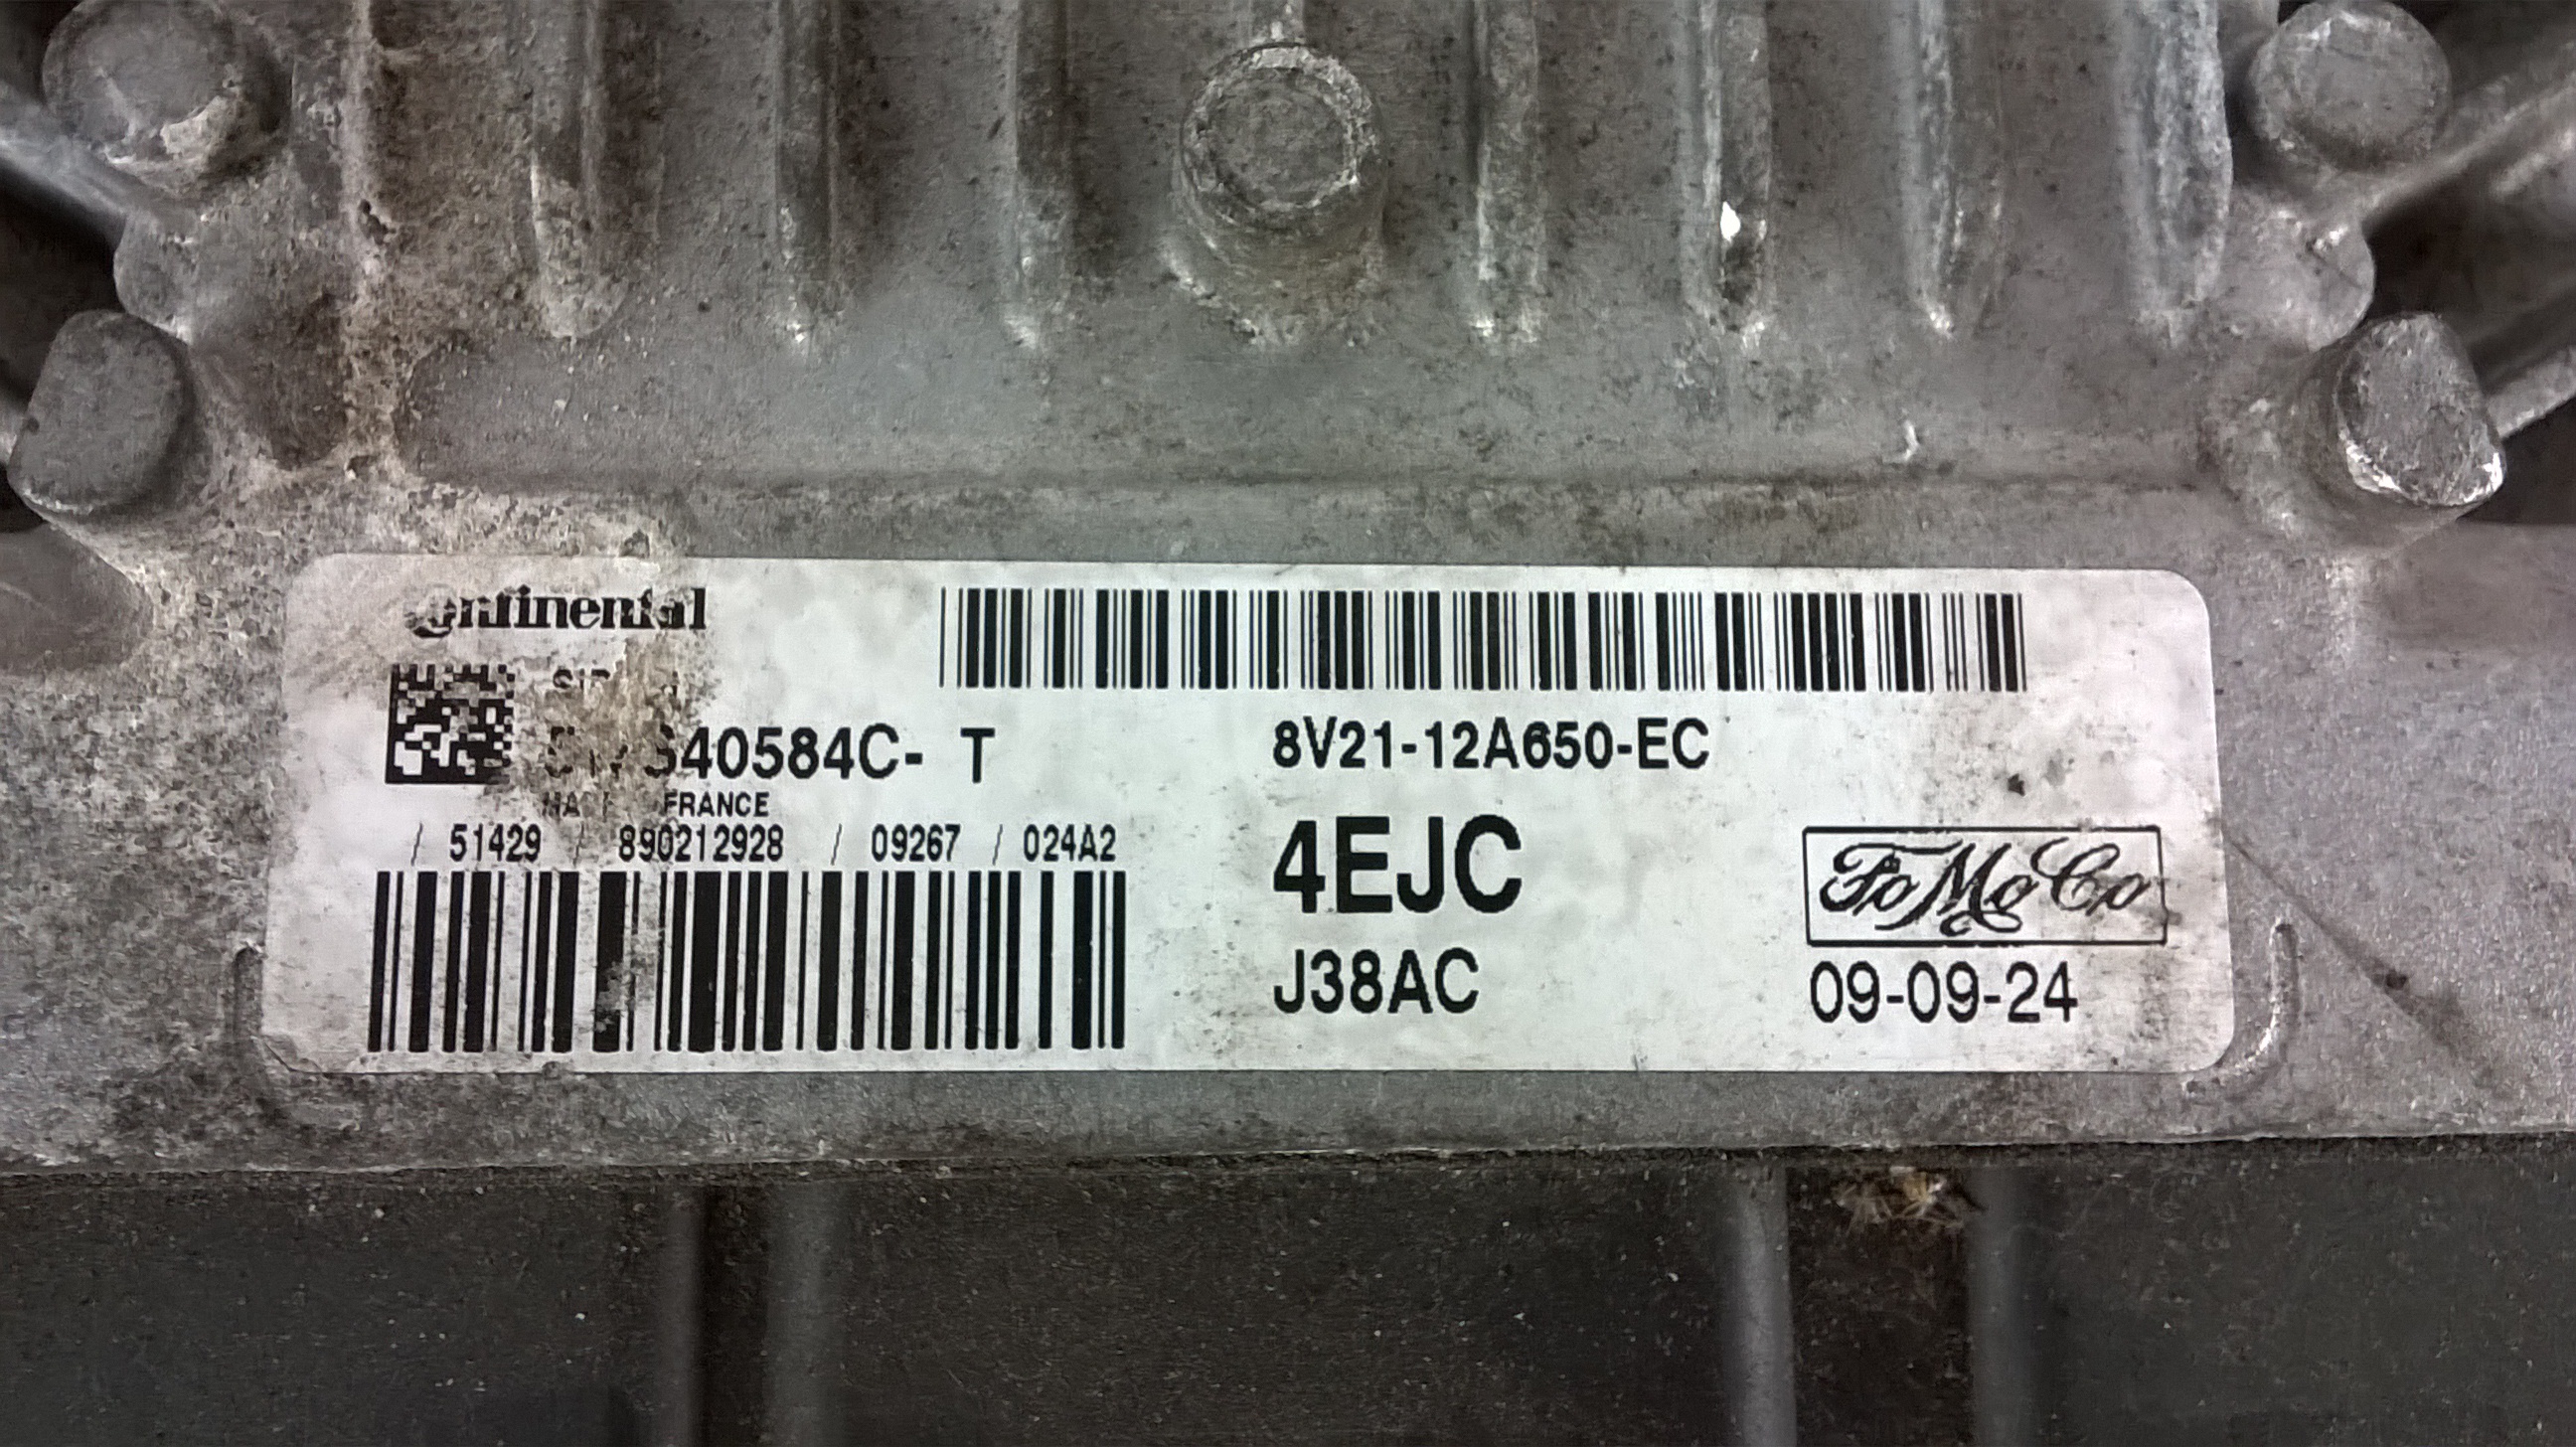 Continental
8V21-12A650-EC
40584C- T
FRANCE
/ 51429 / 890212928 / 09267 / 024A2
4EJC
J38AC
FoMoCo
09-09-24